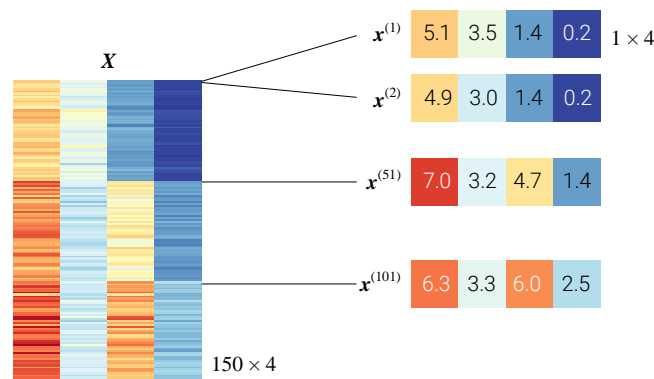 X
150 × 4
x⁽¹⁾ 5.1 3.5 1.4 0.2 1 × 4
x⁽²⁾ 4.9 3.0 1.4 0.2
x⁽⁵¹⁾ 7.0 3.2 4.7 1.4
x⁽¹⁰¹⁾ 6.3 3.3 6.0 2.5